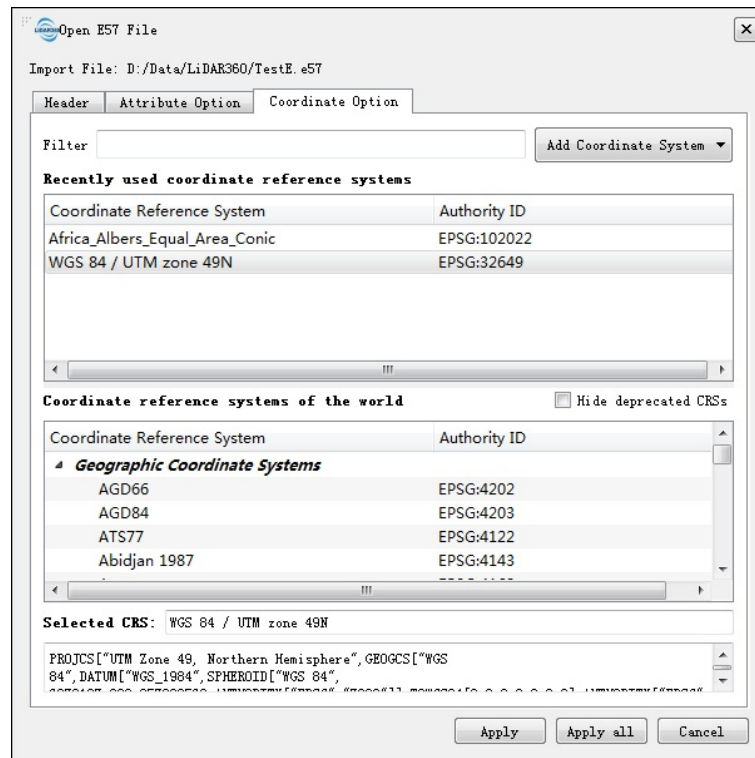 Open E57 File
Import File: D:/Data/LiDAR360/TestE.e57
Header Attribute Option Coordinate Option
Filter Add Coordinate System
Recently used coordinate reference systems
Coordinate Reference System Authority ID
Africa_Albers_Equal_Area_Conic EPSG:102022
WGS 84 / UTM zone 49N EPSG:32649
Coordinate reference systems of the world Hide deprecated CRSs
Coordinate Reference System Authority ID
Geographic Coordinate Systems
AGD66 EPSG:4202
AGD84 EPSG:4203
ATS77 EPSG:4122
Abidjan 1987 EPSG:4143
Selected CRS: WGS 84 / UTM zone 49N
PROJCS["UTM Zone 49, Northern Hemisphere",GEOGCS["WGS
84",DATUM["WGS_1984",SPHEROID["WGS 84",
Apply Apply all Cancel